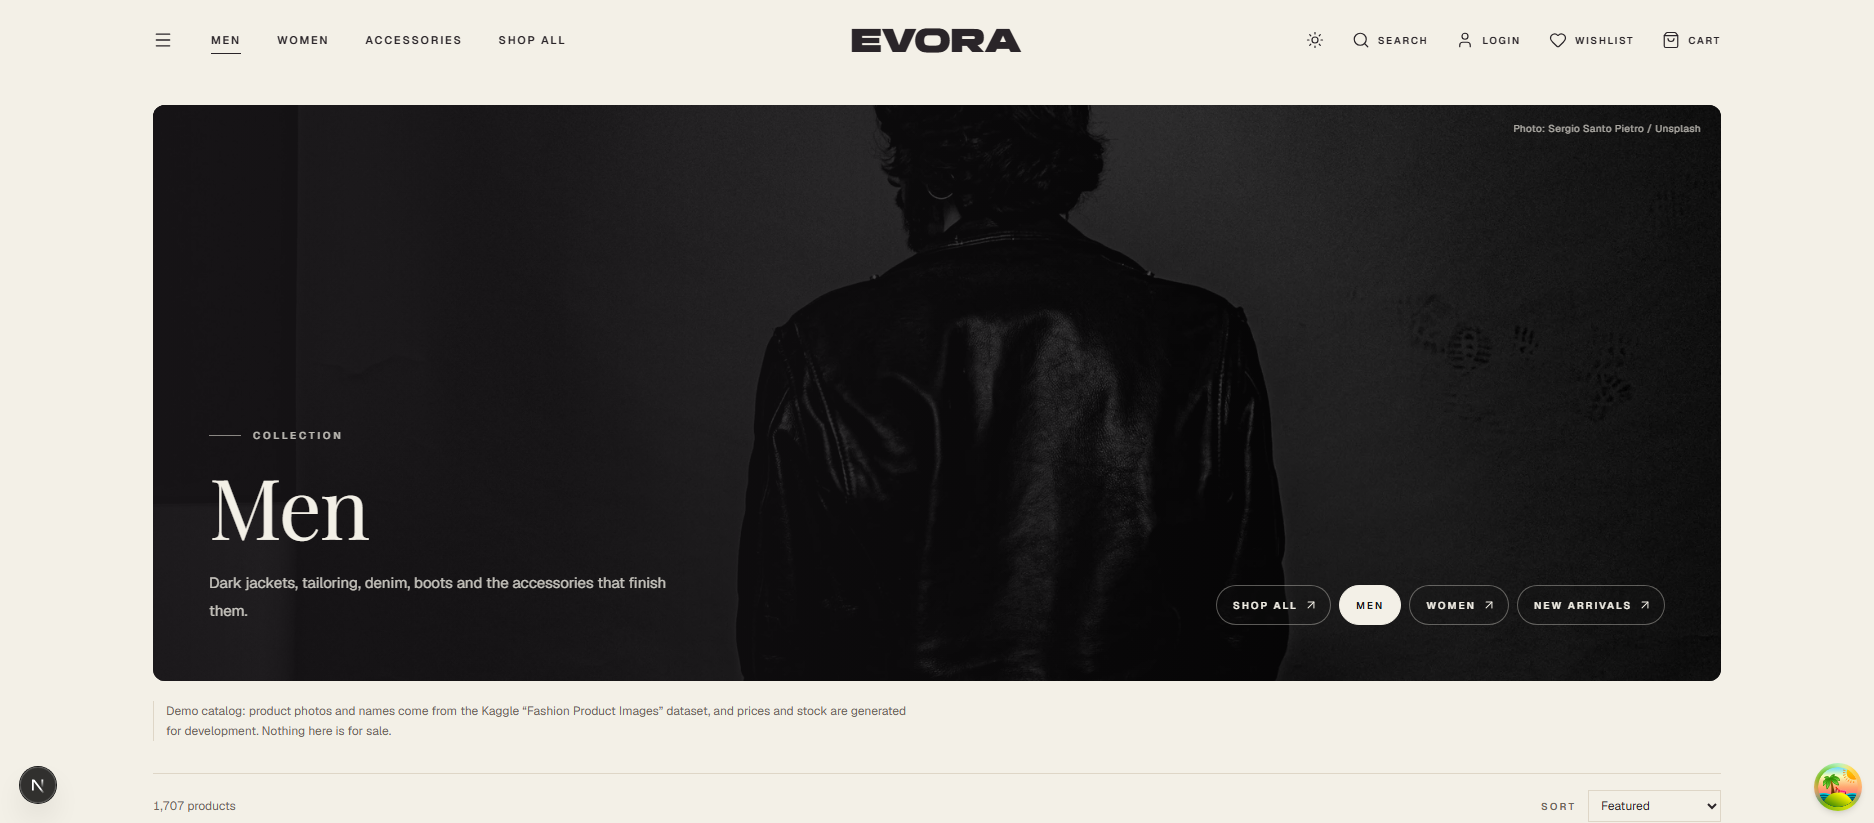 MEN WOMEN ACCESSORIES SHOP ALL EVORA SEARCH LOGIN WISHLIST CART
Photo: Sergio Santo Pietro / Unsplash
COLLECTION
Men
Dark jackets, tailoring, denim, boots and the accessories that finish
them.
SHOP ALL MEN WOMEN NEW ARRIVALS
Demo catalog: product photos and names come from the Kaggle “Fashion Product Images” dataset, and prices and stock are generated
for development. Nothing here is for sale.
N
1,707 products SORT Featured